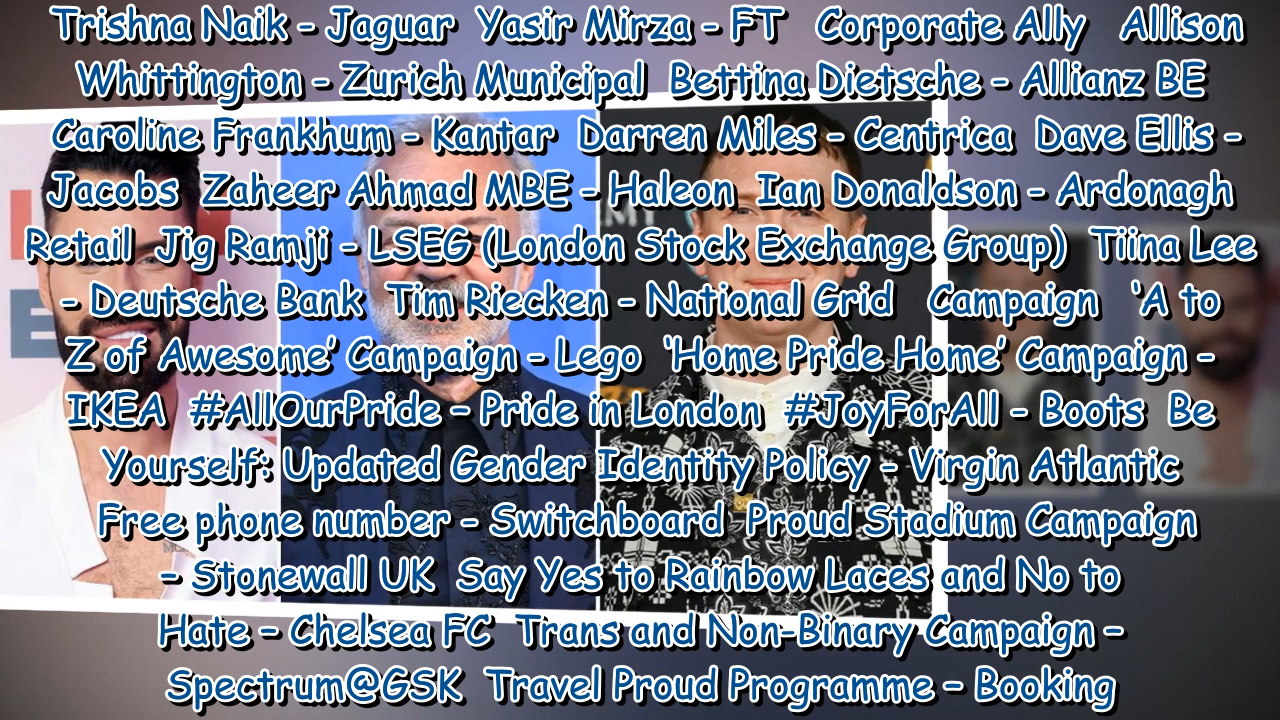 Trishna Naik – Jaguar  Yasir Mirza – FT   Corporate Ally   Allison
Whittington – Zurich Municipal  Bettina Dietsche – Allianz BE
Caroline Frankhum – Kantar  Darren Miles – Centrica  Dave Ellis –
Jacobs  Zaheer Ahmad MBE – Haleon  Ian Donaldson – Ardonagh
Retail  Jig Ramji – LSEG (London Stock Exchange Group)  Tiina Lee
– Deutsche Bank  Tim Riecken – National Grid   Campaign   ‘A to
Z of Awesome’ Campaign – Lego  ‘Home Pride Home’ Campaign –
IKEA  #AllOurPride – Pride in London  #JoyForAll – Boots  Be
Yourself: Updated Gender Identity Policy – Virgin Atlantic
Free phone number – Switchboard  Proud Stadium Campaign
– Stonewall UK  Say Yes to Rainbow Laces and No to
Hate – Chelsea FC  Trans and Non-Binary Campaign –
Spectrum@GSK  Travel Proud Programme – Booking